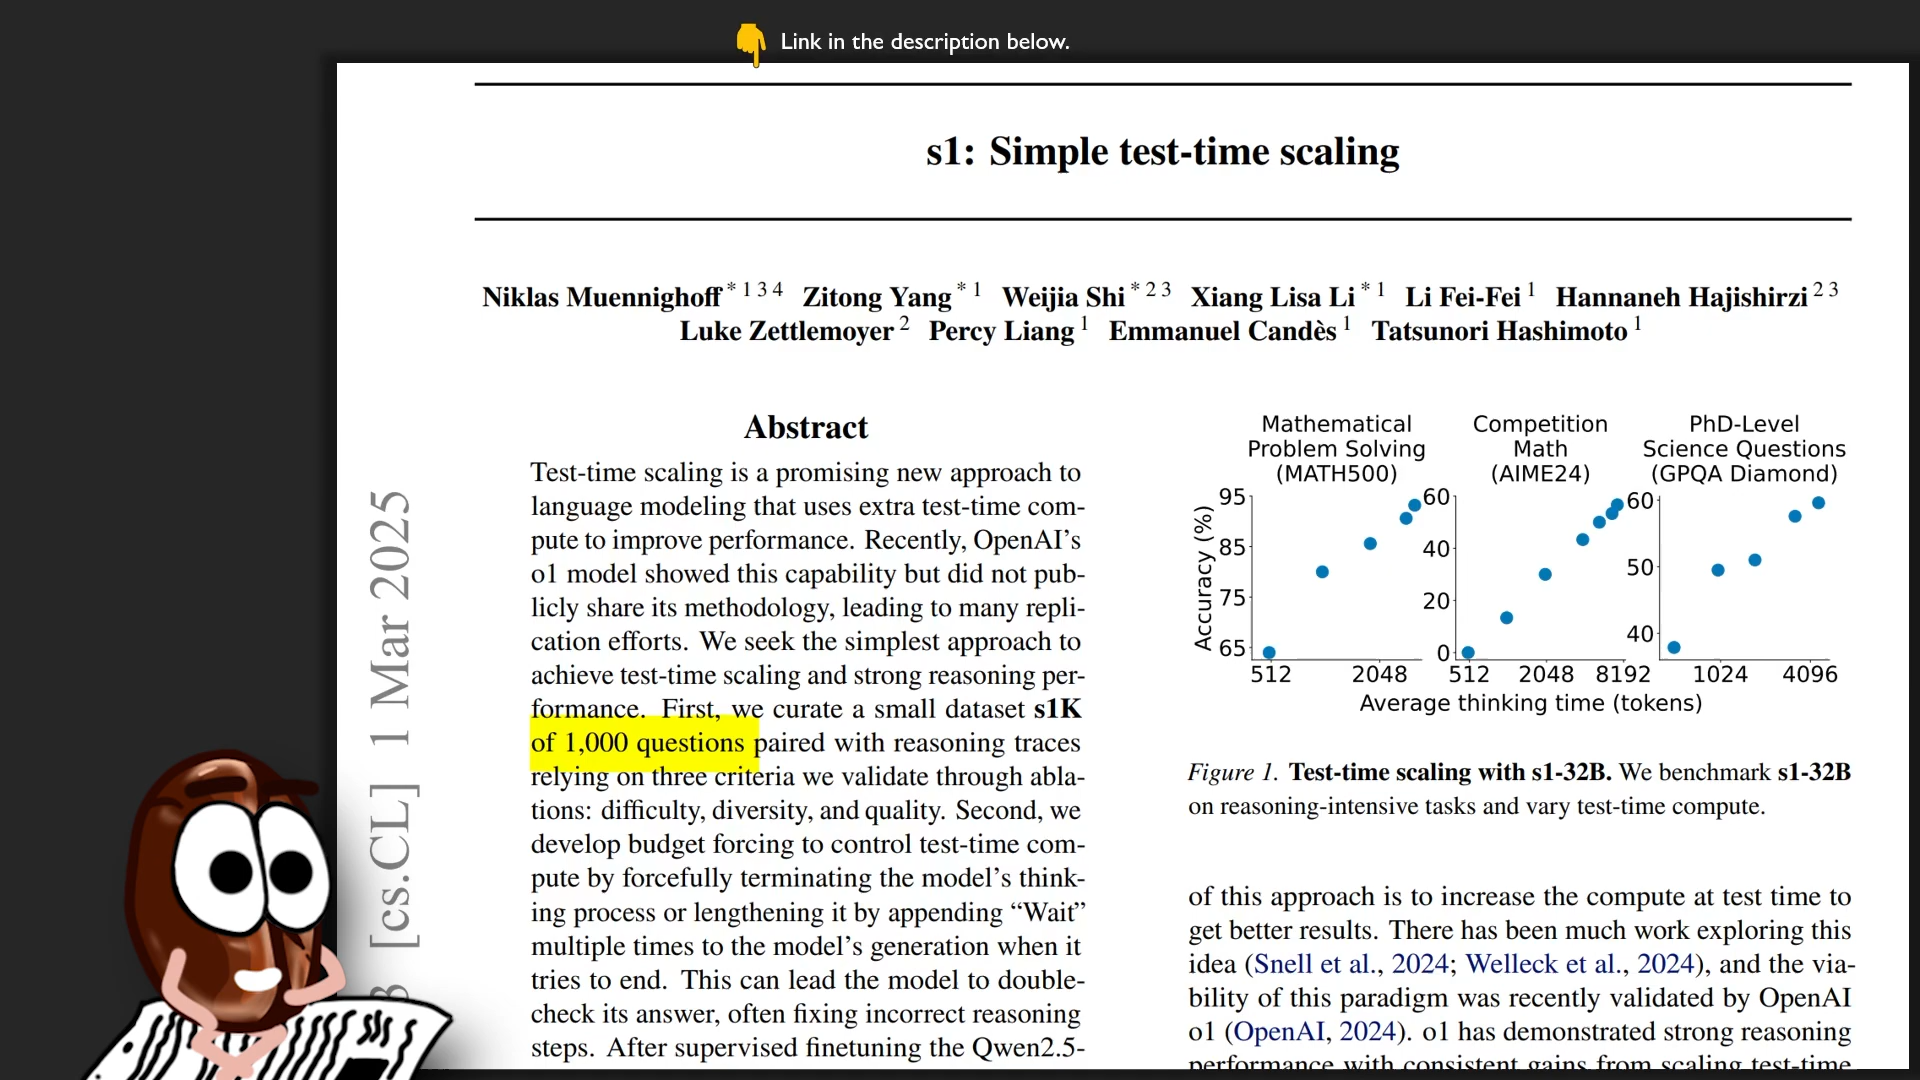 Link in the description below.
s1: Simple test-time scaling
Niklas Muennighoff * 1 3 4 Zitong Yang * 1 Weijia Shi * 2 3 Xiang Lisa Li * 1 Li Fei-Fei 1 Hannaneh Hajishirzi 2 3
Luke Zettlemoyer 2 Percy Liang 1 Emmanuel Candès 1 Tatsunori Hashimoto 1
[cs.CL] 1 Mar 2025
Abstract
Test-time scaling is a promising new approach to
language modeling that uses extra test-time com-
pute to improve performance. Recently, OpenAI's
o1 model showed this capability but did not pub-
licly share its methodology, leading to many repli-
cation efforts. We seek the simplest approach to
achieve test-time scaling and strong reasoning per-
formance. First, we curate a small dataset s1K
of 1,000 questions paired with reasoning traces
relying on three criteria we validate through abla-
tions: difficulty, diversity, and quality. Second, we
develop budget forcing to control test-time com-
pute by forcefully terminating the model's think-
ing process or lengthening it by appending “Wait”
multiple times to the model's generation when it
tries to end. This can lead the model to double-
check its answer, often fixing incorrect reasoning
steps. After supervised finetuning the Qwen2.5-
Mathematical
Problem Solving
(MATH500)
Competition
Math
(AIME24)
PhD-Level
Science Questions
(GPQA Diamond)
Accuracy (%)
95
85
75
65
512 2048
60
40
20
0
512 2048 8192
60
50
40
1024 4096
Average thinking time (tokens)
Figure 1. Test-time scaling with s1-32B. We benchmark s1-32B
on reasoning-intensive tasks and vary test-time compute.
of this approach is to increase the compute at test time to
get better results. There has been much work exploring this
idea (Snell et al., 2024; Welleck et al., 2024), and the via-
bility of this paradigm was recently validated by OpenAI
o1 (OpenAI, 2024). o1 has demonstrated strong reasoning
performance with consistent gains from scaling test-time